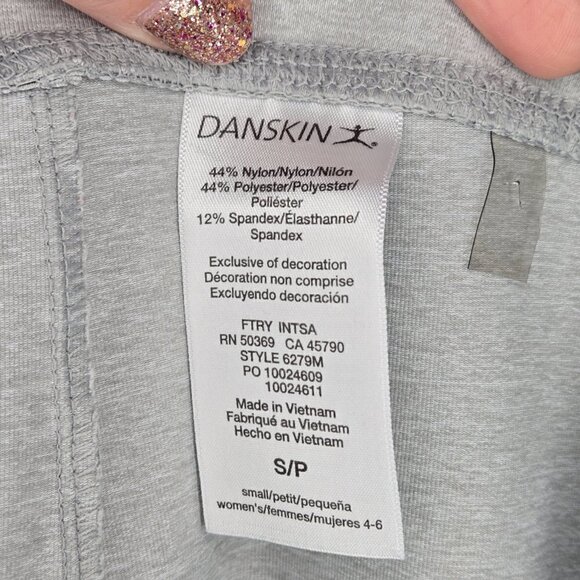 DANSKIN
44% Nylon/Nylon/Nilón
44% Polyester/Polyester/
Poliéster
12% Spandex/Élasthanne/
Spandex
Exclusive of decoration
Décoration non comprise
Excluyendo decoración
FTRY INTSA
RN 50369 CA 45790
STYLE 6279M
PO 10024609
10024611
Made in Vietnam
Fabriqué au Vietnam
Hecho en Vietnam
S/P
small/petit/pequeña
women's/femmes/mujeres 4-6